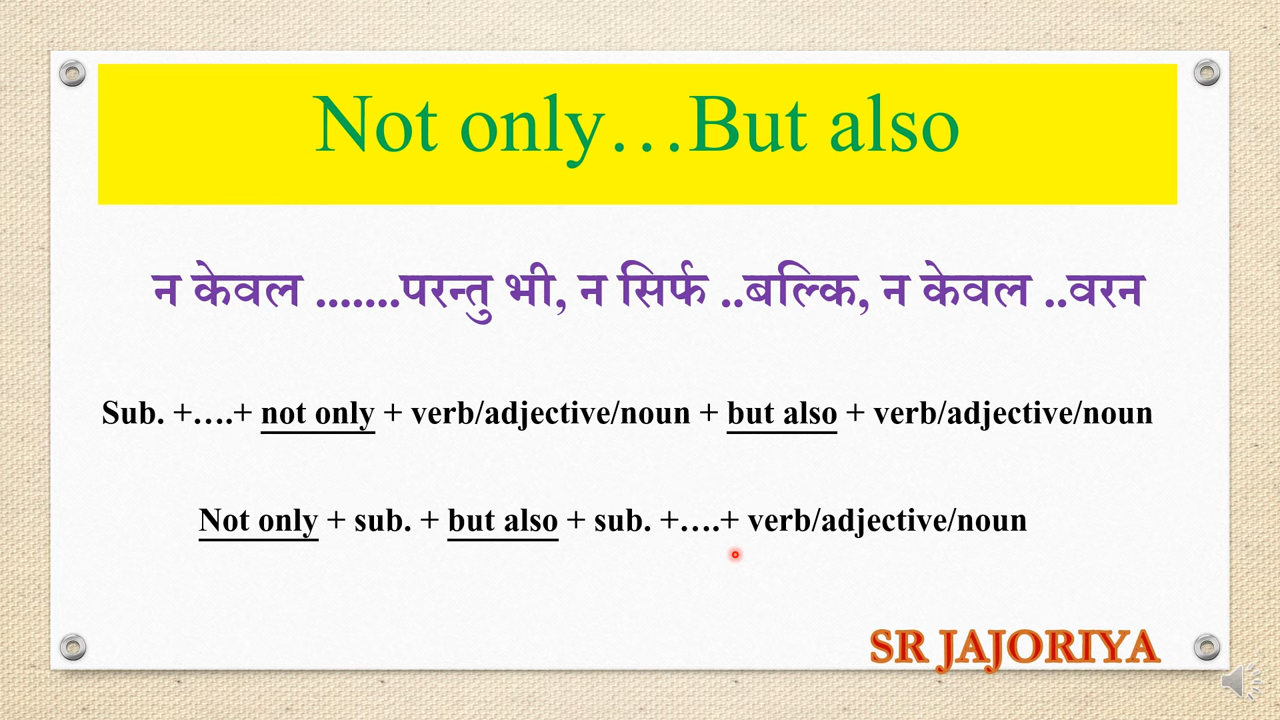 Not only…But also
न केवल .......परन्तु भी, न सिर्फ ..बल्कि, न केवल ..वरन
Sub. +….+ not only + verb/adjective/noun + but also + verb/adjective/noun
Not only + sub. + but also + sub. +….+ verb/adjective/noun
SR JAJORIYA